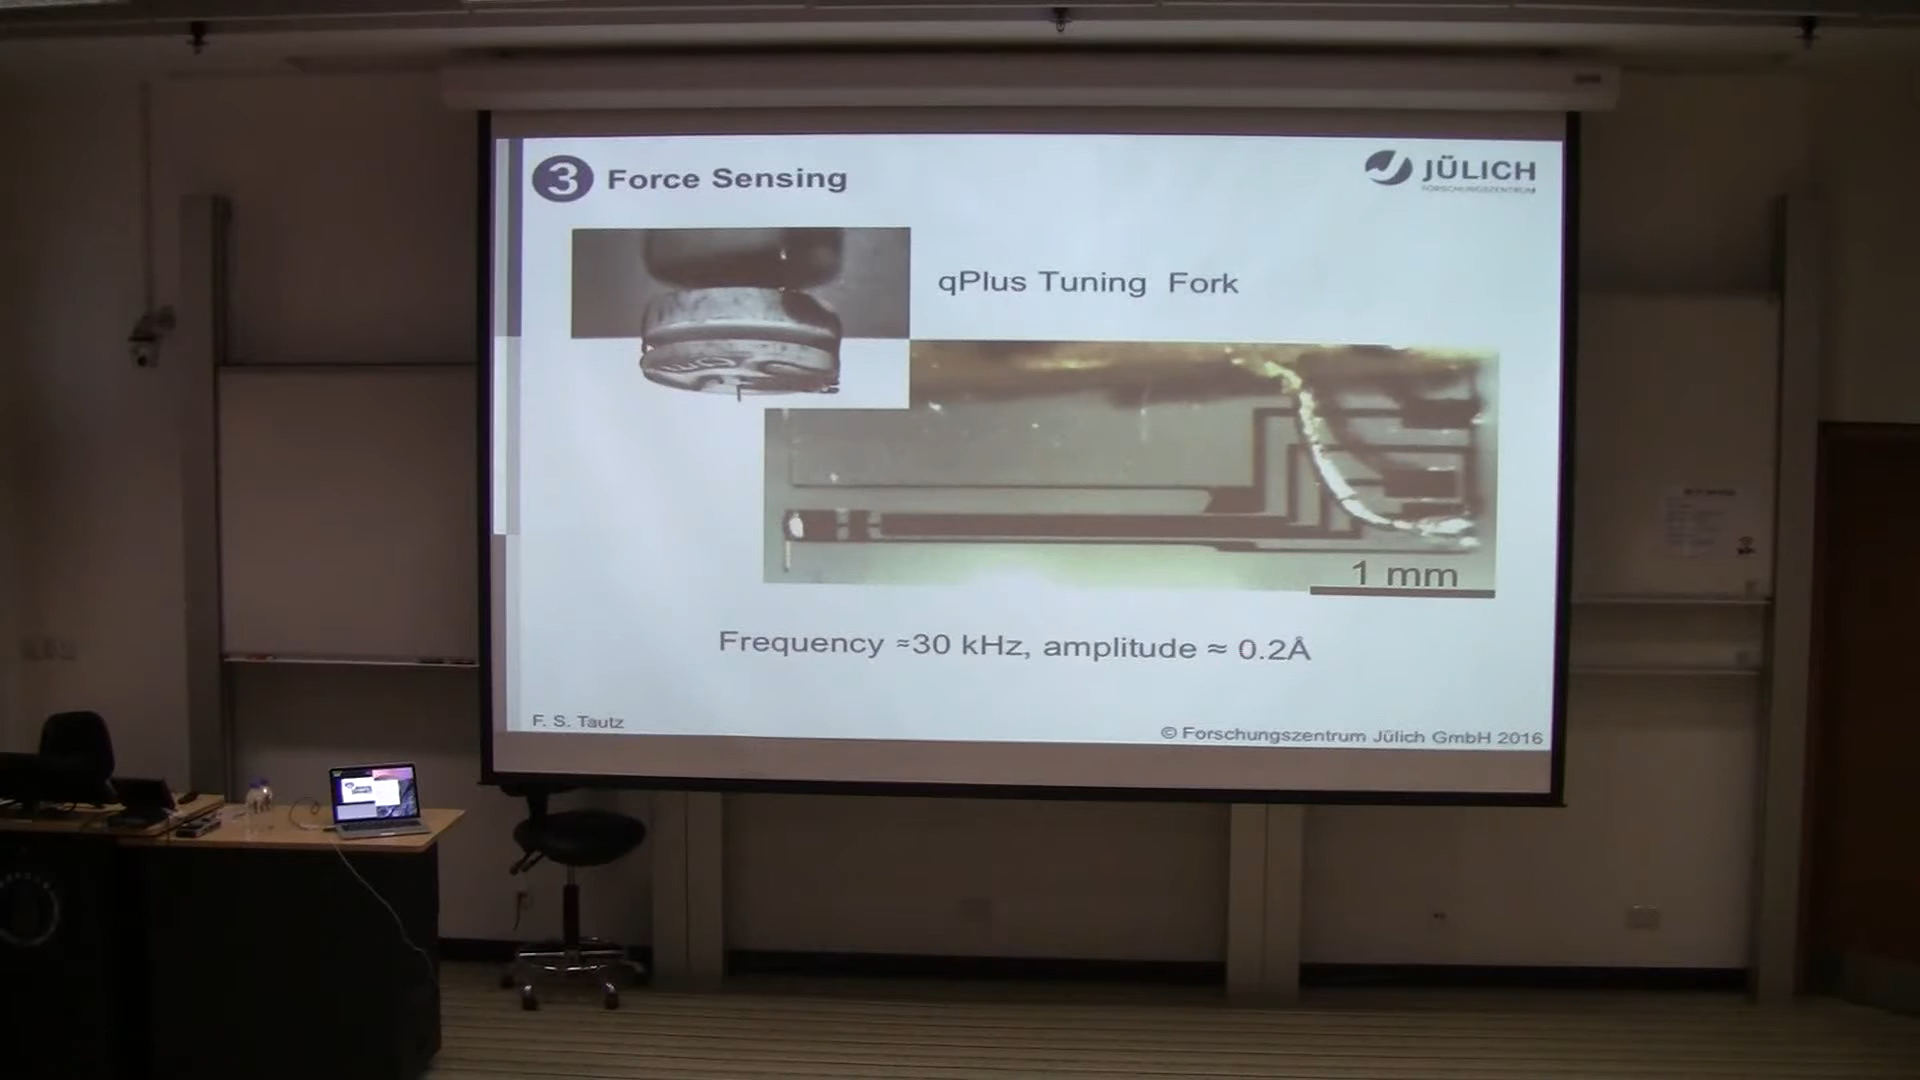 3 Force Sensing
JÜLICH
FORSCHUNGSZENTRUM
qPlus Tuning Fork
1 mm
Frequency ≈30 kHz, amplitude ≈ 0.2Å
F. S. Tautz
© Forschungszentrum Jülich GmbH 2016